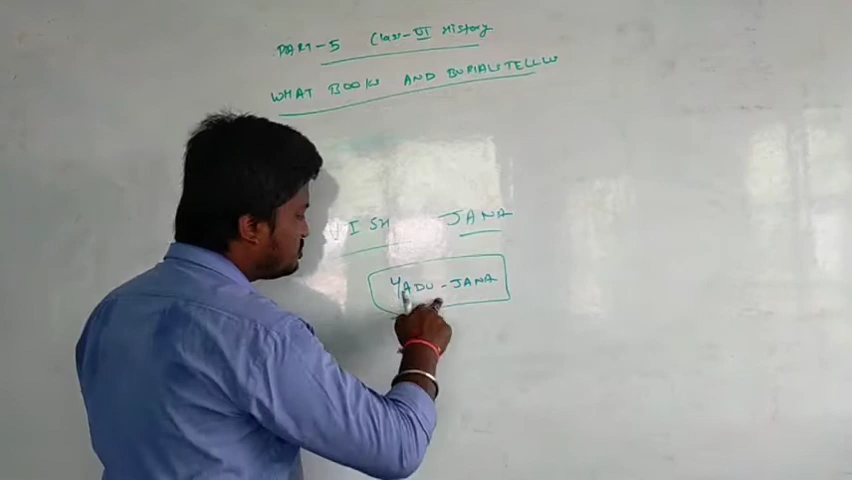 PART-5 Class-VI History
WHAT BOOKS AND BURIALS TELL US
JANA
YADU-JANA